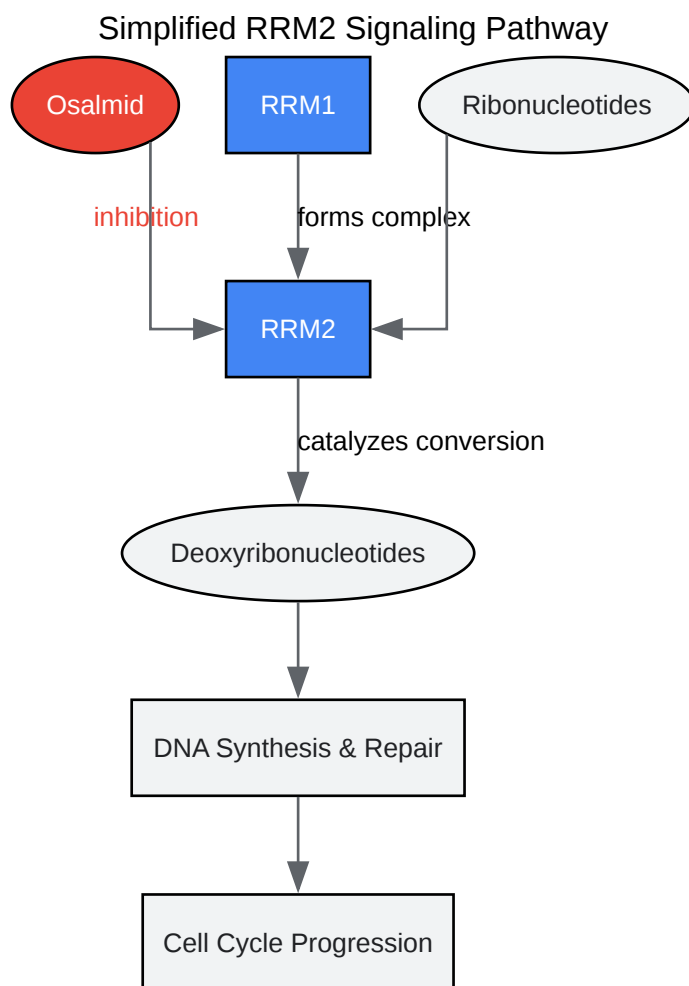 Simplified RRM2 Signaling Pathway
Osalmid
RRM1
Ribonucleotides
inhibition
forms complex
RRM2
catalyzes conversion
Deoxyribonucleotides
DNA Synthesis & Repair
Cell Cycle Progression